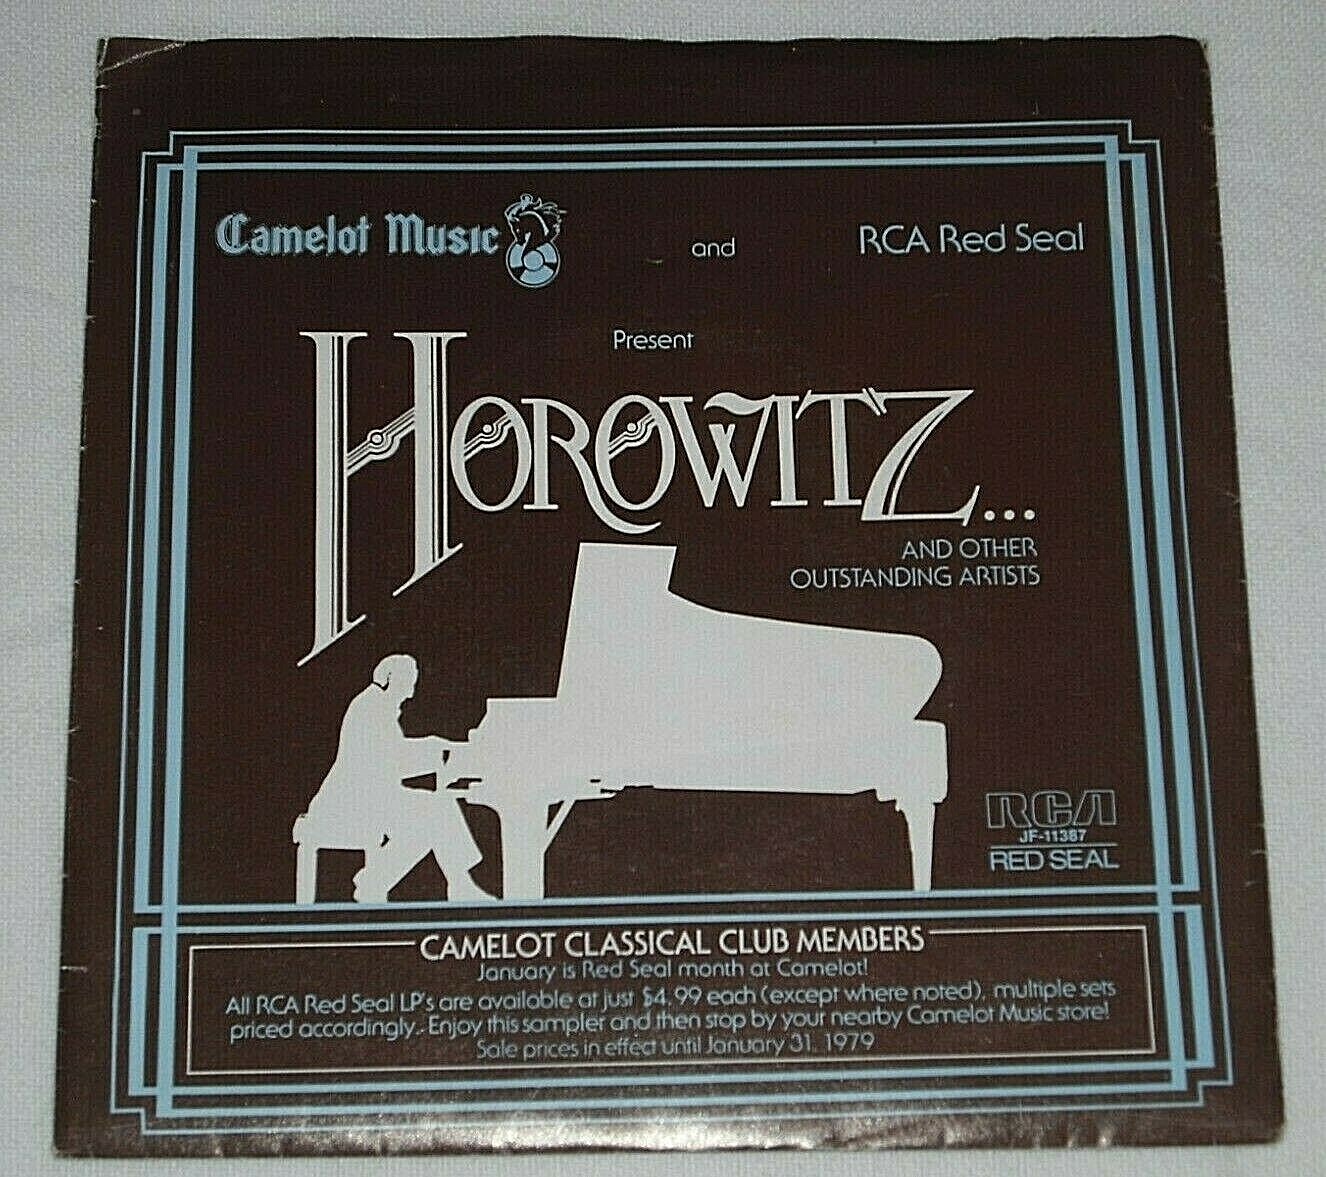 Camelot Music
and
RCA Red Seal
Present
HOROWITZ...
AND OTHER
OUTSTANDING ARTISTS
RCA
JF-11387
RED SEAL
CAMELOT CLASSICAL CLUB MEMBERS
January is Red Seal month at Camelot!
All RCA Red Seal LP's are available at just $4.99 each (except where noted), multiple sets
priced accordingly. Enjoy this sampler and then stop by your nearby Camelot Music store!
Sale prices in effect until January 31, 1979